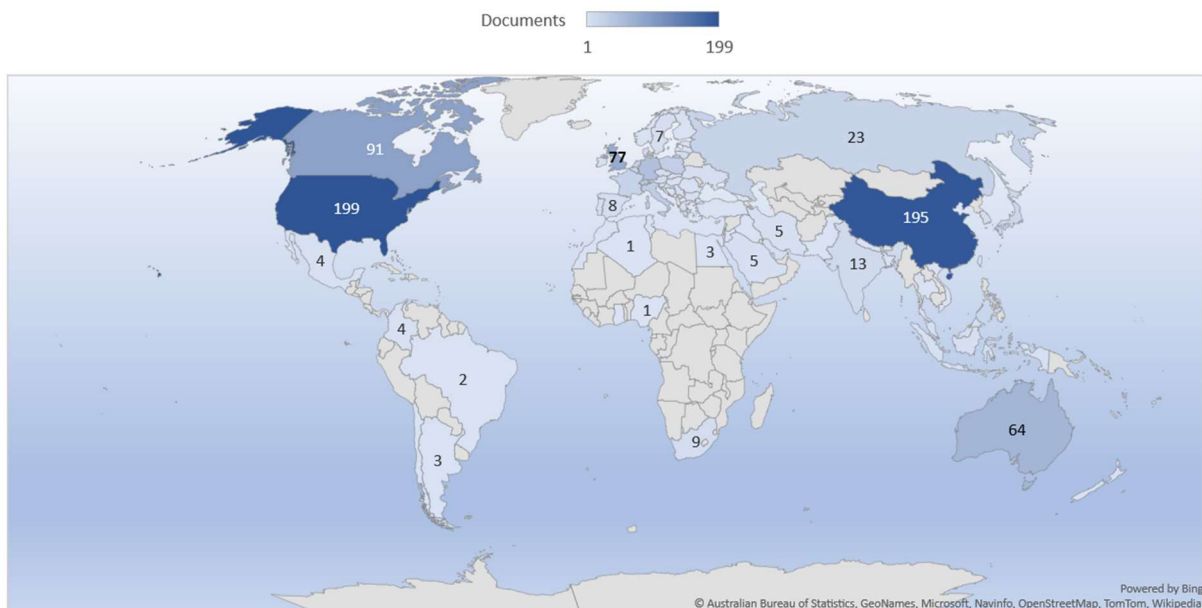 Documents
1 199
7 23
91 77
199 8 195
4 1 3 5 5 13
1
4
2
64
3 9
Powered by Bing
© Australian Bureau of Statistics, GeoNames, Microsoft, Navinfo, OpenStreetMap, TomTom, Wikipedia